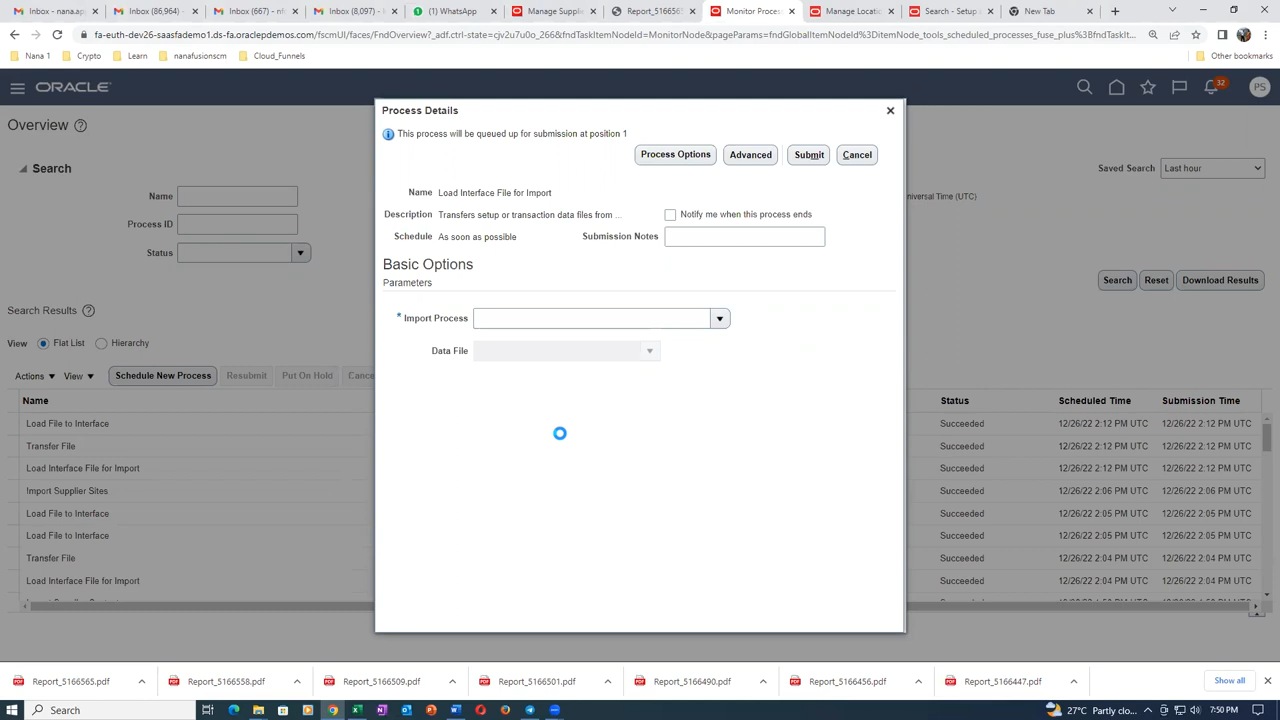 Inbox (6) - nana.ap
Inbox (86,964)
Inbox (667) - nfo
Inbox (8,097) -
(1) WhatsApp
Manage Supplie
Report_516656
Monitor Process
Manage Locatio
Search - Setup
New Tab
fa-euth-dev26-saasfademo1.ds-fa.oraclepdemos.com/fscmUI/faces/FndOverview?_adf.ctrl-state=cjv2u7u0o_266&fndTaskItemNodeId=MonitorNode&pageParams=fndGlobalItemNodeId%3DitemNode_tools_scheduled_processes_fuse_plus%3BfndTaskItemNodeId%...
Nana 1
Crypto
Learn
nanafusionscm
Cloud_Funnels
Other bookmarks
ORACLE
32
PS
Overview
Process Details
This process will be queued up for submission at position 1
Process Options
Advanced
Submit
Cancel
Search
Saved Search
Last hour
Name
Name Load Interface File for Import
niversal Time (UTC)
Description Transfers setup or transaction data files from ...
Notify me when this process ends
Process ID
Schedule As soon as possible
Submission Notes
Status
Basic Options
Parameters
Search
Reset
Download Results
Search Results
* Import Process
View
Flat List
Hierarchy
Data File
Actions
View
Schedule New Process
Resubmit
Put On Hold
Cance
Name
Status
Scheduled Time
Submission Time
Load File to Interface Succeeded 12/26/22 2:12 PM UTC 12/26/22 2:12 PM UTC
Transfer File Succeeded 12/26/22 2:12 PM UTC 12/26/22 2:12 PM UTC
Load Interface File for Import Succeeded 12/26/22 2:12 PM UTC 12/26/22 2:12 PM UTC
Import Supplier Sites Succeeded 12/26/22 2:06 PM UTC 12/26/22 2:06 PM UTC
Load File to Interface Succeeded 12/26/22 2:05 PM UTC 12/26/22 2:05 PM UTC
Load File to Interface Succeeded 12/26/22 2:05 PM UTC 12/26/22 2:05 PM UTC
Transfer File Succeeded 12/26/22 2:04 PM UTC 12/26/22 2:04 PM UTC
Load Interface File for Import Succeeded 12/26/22 2:04 PM UTC 12/26/22 2:04 PM UTC
Report_5166565.pdf
Report_5166558.pdf
Report_5166509.pdf
Report_5166501.pdf
Report_5166490.pdf
Report_5166456.pdf
Report_5166447.pdf
Show all
Search
27°C Partly clo...
7:50 PM